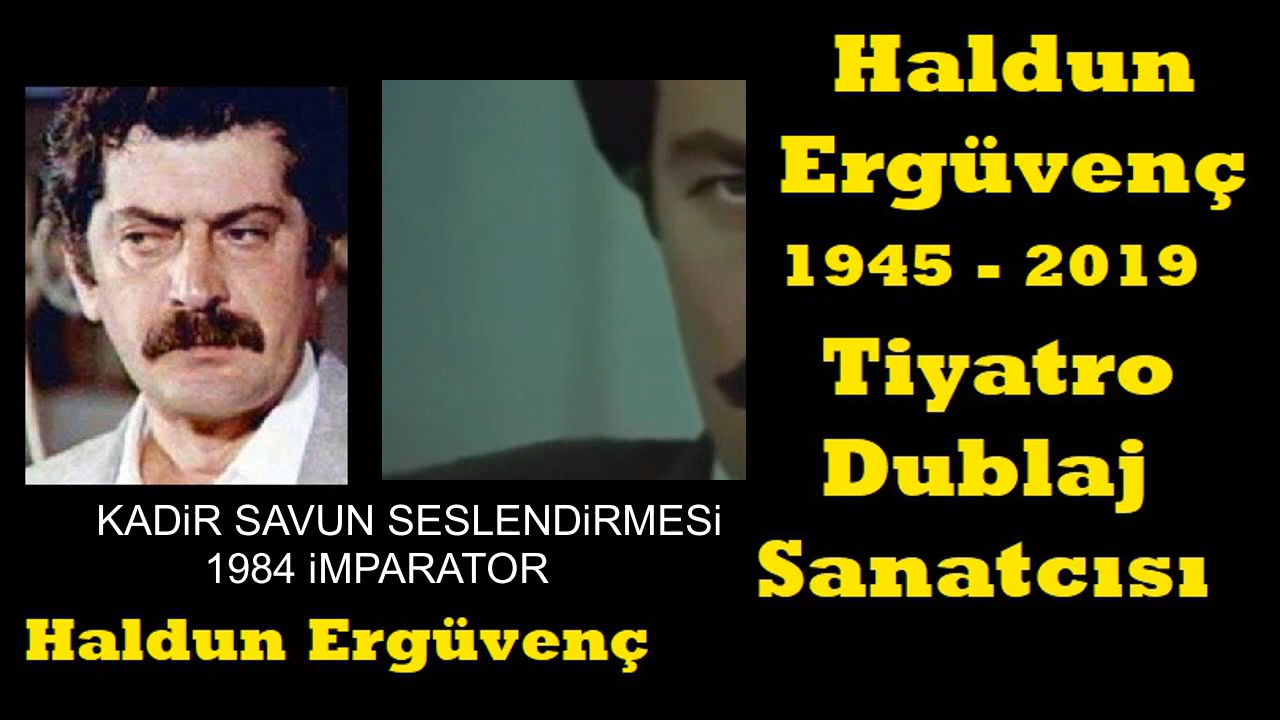 Haldun
Ergüvenç
1945 - 2019
Tiyatro
Dublaj
Sanatcısı
KADiR SAVUN SESLENDiRMESi
1984 iMPARATOR
Haldun Ergüvenç